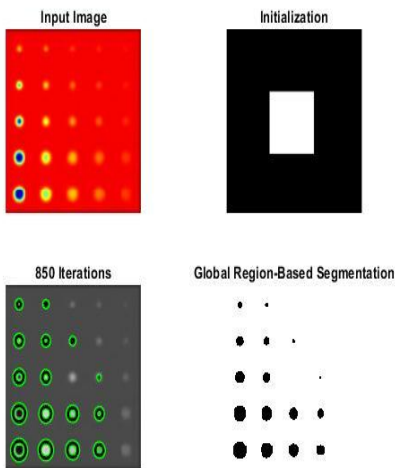 Input Image
Initialization
850 Iterations
Global Region-Based Segmentation